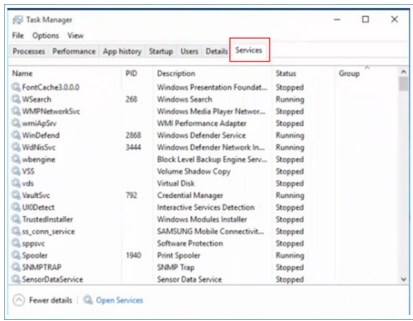 Task Manager
File Options View
Processes Performance App history Startup Users Details Services
Name PID Description Status Group
FontCache3.0.0.0 Windows Presentation Foundat... Stopped
WSearch 268 Windows Search Running
WMPNetworkSvc Windows Media Player Networ... Stopped
wmiApSrv WMI Performance Adapter Stopped
WinDefend 2868 Windows Defender Service Running
WdNisSvc 3444 Windows Defender Network In... Running
wbengine Block Level Backup Engine Serv... Stopped
VSS Volume Shadow Copy Stopped
vds Virtual Disk Stopped
VaultSvc 792 Credential Manager Running
UI0Detect Interactive Services Detection Stopped
TrustedInstaller Windows Modules Installer Stopped
ss_conn_service SAMSUNG Mobile Connectivit... Stopped
sppsvc Software Protection Stopped
Spooler 1940 Print Spooler Running
SNMPTRAP SNMP Trap Stopped
SensorDataService Sensor Data Service Stopped
Fewer details Open Services